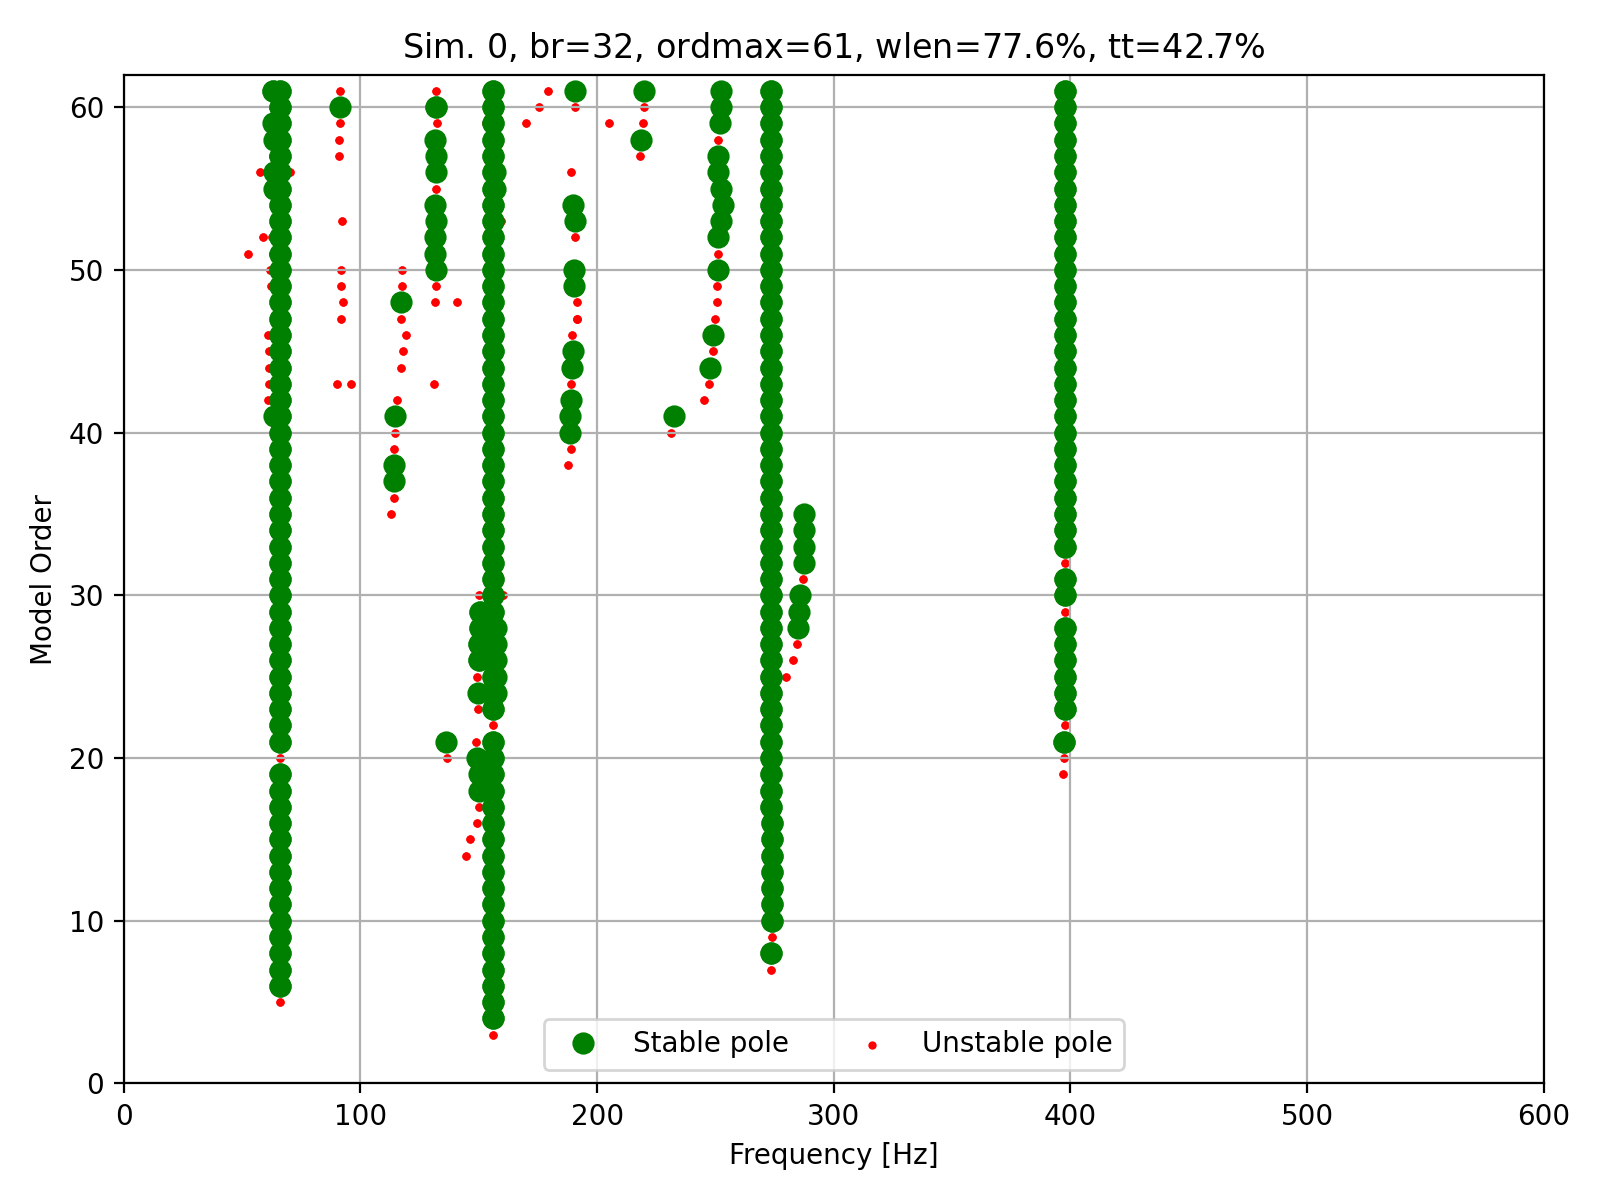 Sim. 0, br=32, ordmax=61, wlen=77.6%, tt=42.7%
60
50
40
30
20
10
0
Model Order
Stable pole
Unstable pole
0 100 200 300 400 500 600
Frequency [Hz]